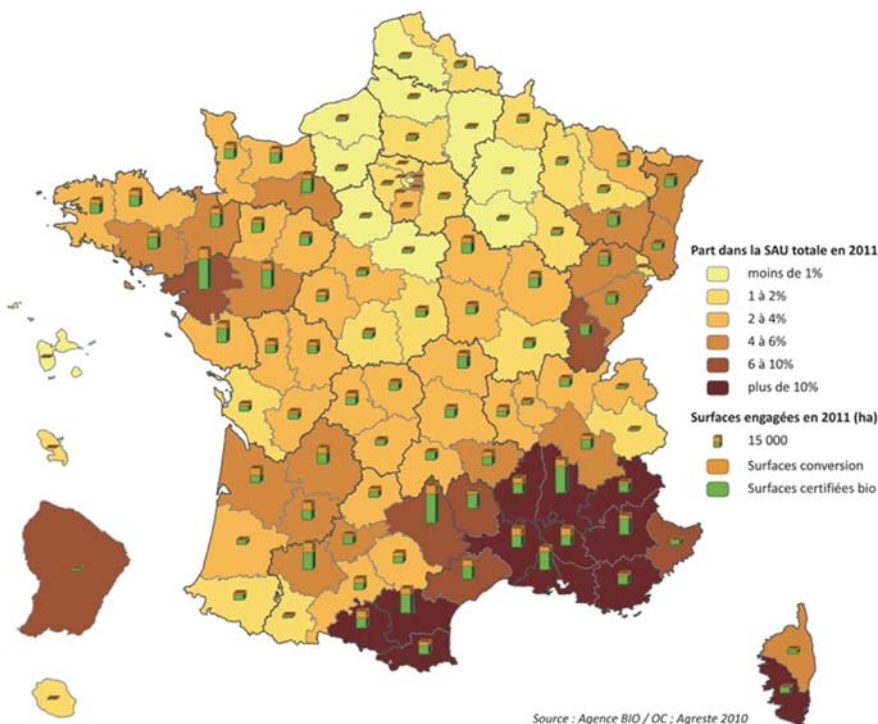 Part dans la SAU totale en 2011
moins de 1%
1 à 2%
2 à 4%
4 à 6%
6 à 10%
plus de 10%
Surfaces engagées en 2011 (ha)
15 000
Surfaces conversion
Surfaces certifiées bio
Source : Agence BIO / OC ; Agreste 2010